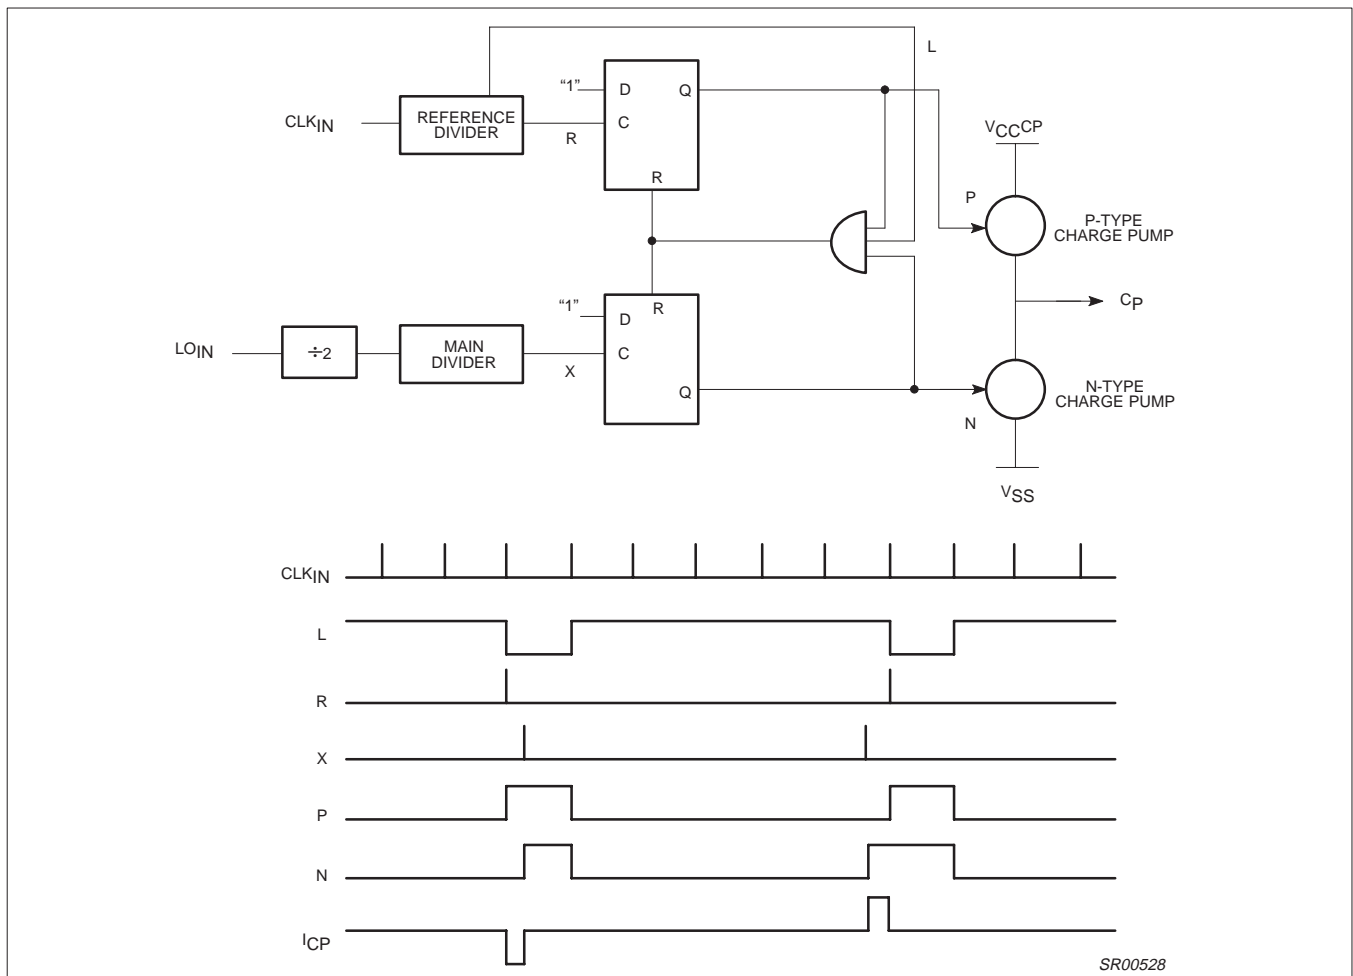 L
"1"
D
Q
CLKIN
REFERENCE
DIVIDER
C
R
R
VCCCP
P
P-TYPE
CHARGE PUMP
CP
"1"
R
D
LOIN
÷2
MAIN
DIVIDER
C
X
Q
N-TYPE
CHARGE PUMP
N
VSS
CLKIN
L
R
X
P
N
ICP
SR00528